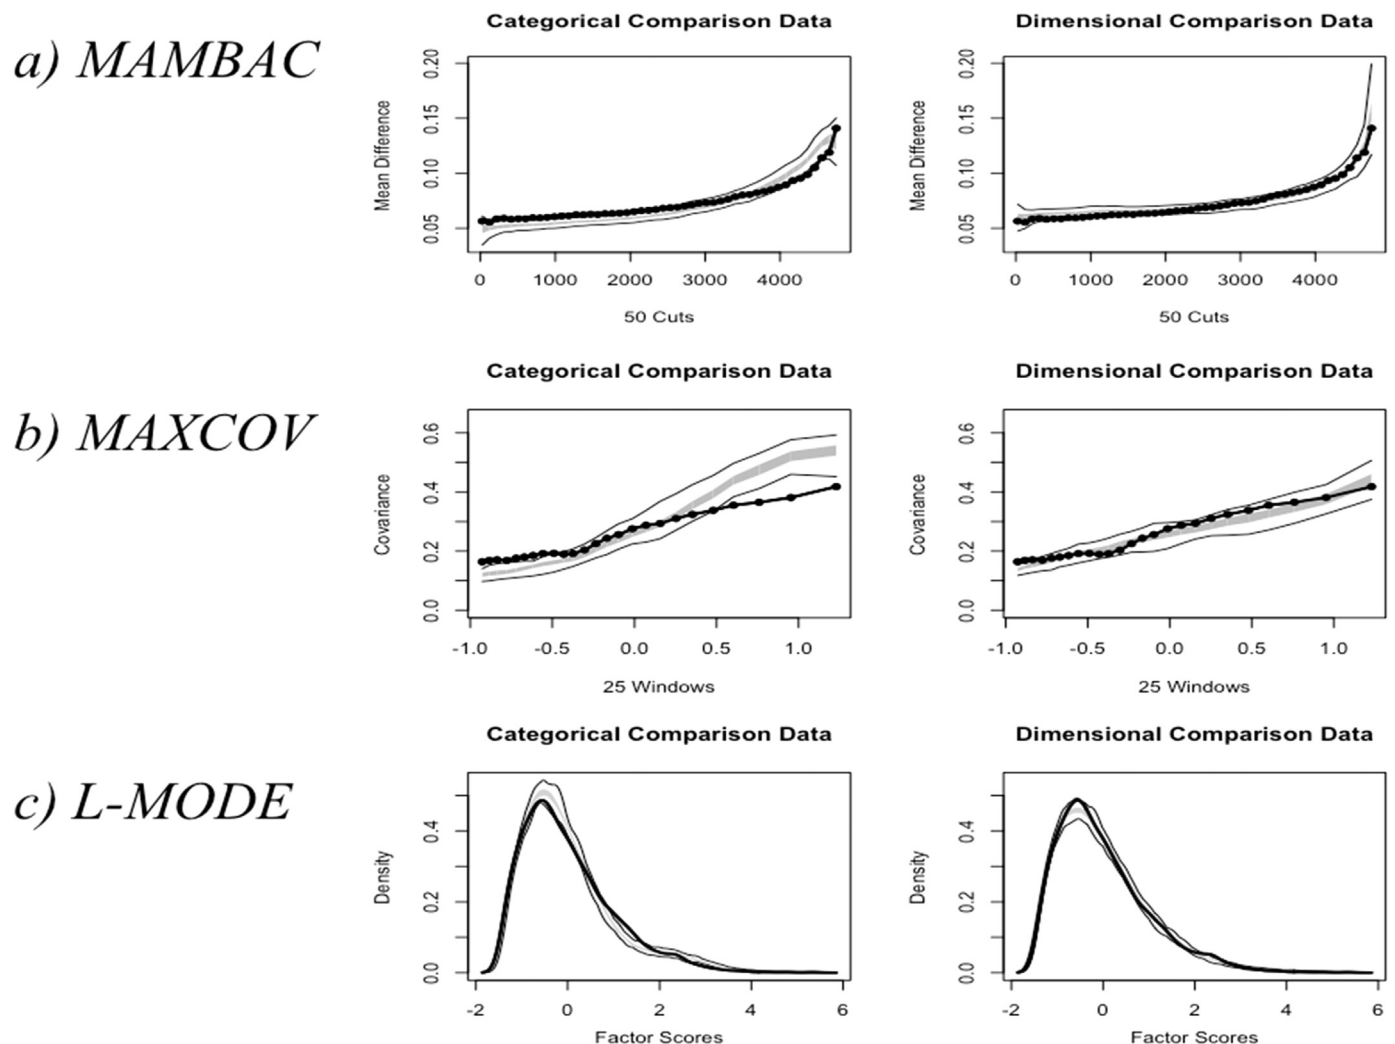 a) MAMBAC
Categorical Comparison Data
Mean Difference
0.20
0.15
0.10
0.05
0 1000 2000 3000 4000
50 Cuts
Dimensional Comparison Data
Mean Difference
0.20
0.15
0.10
0.05
0 1000 2000 3000 4000
50 Cuts
b) MAXCOV
Categorical Comparison Data
Covariance
0.6
0.4
0.2
0.0
-1.0 -0.5 0.0 0.5 1.0
25 Windows
Dimensional Comparison Data
Covariance
0.6
0.4
0.2
0.0
-1.0 -0.5 0.0 0.5 1.0
25 Windows
c) L-MODE
Categorical Comparison Data
Density
0.4
0.2
0.0
-2 0 2 4 6
Factor Scores
Dimensional Comparison Data
Density
0.4
0.2
0.0
-2 0 2 4 6
Factor Scores